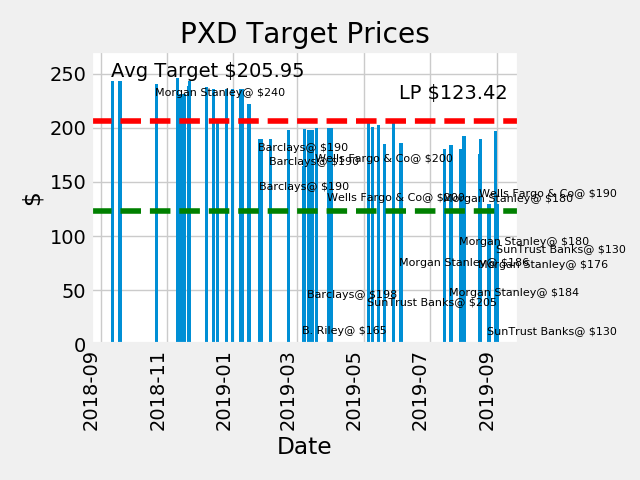 PXD Target Prices
Avg Target $205.95
LP $123.42
Morgan Stanley@ $240
Barclays@ $190
Barclays@ $190
Wells Fargo & Co@ $200
Barclays@ $190
Wells Fargo & Co@ $200
Morgan Stanley@ $180
Wells Fargo & Co@ $190
Morgan Stanley@ $180
SunTrust Banks@ $130
Morgan Stanley@ $186
Morgan Stanley@ $176
Barclays@ $198
SunTrust Banks@ $205
Morgan Stanley@ $184
B. Riley@ $165
SunTrust Banks@ $130
250
200
150
100
50
0
$
2018-09
2018-11
2019-01
2019-03
2019-05
2019-07
2019-09
Date